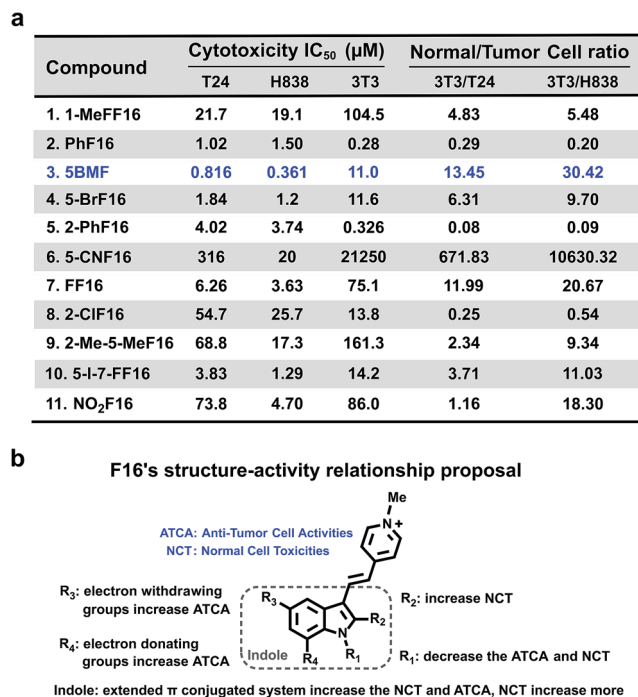 a
Compound Cytotoxicity IC50 (μM) Normal/Tumor Cell ratio
T24 H838 3T3 3T3/T24 3T3/H838
1. 1-MeFF16 21.7 19.1 104.5 4.83 5.48
2. PhF16 1.02 1.50 0.28 0.29 0.20
3. 5BMF 0.816 0.361 11.0 13.45 30.42
4. 5-BrF16 1.84 1.2 11.6 6.31 9.70
5. 2-PhF16 4.02 3.74 0.326 0.08 0.09
6. 5-CNF16 316 20 21250 671.83 10630.32
7. FF16 6.26 3.63 75.1 11.99 20.67
8. 2-ClF16 54.7 25.7 13.8 0.25 0.54
9. 2-Me-5-MeF16 68.8 17.3 161.3 2.34 9.34
10. 5-I-7-FF16 3.83 1.29 14.2 3.71 11.03
11. NO2F16 73.8 4.70 86.0 1.16 18.30
b
F16's structure-activity relationship proposal
Me
N+
ATCA: Anti-Tumor Cell Activities
NCT: Normal Cell Toxicities
R3: electron withdrawing
groups increase ATCA
R3
R2
R2: increase NCT
R4: electron donating
groups increase ATCA
N
Indole
R4
R1
R1: decrease the ATCA and NCT
Indole: extended π conjugated system increase the NCT and ATCA, NCT increase more